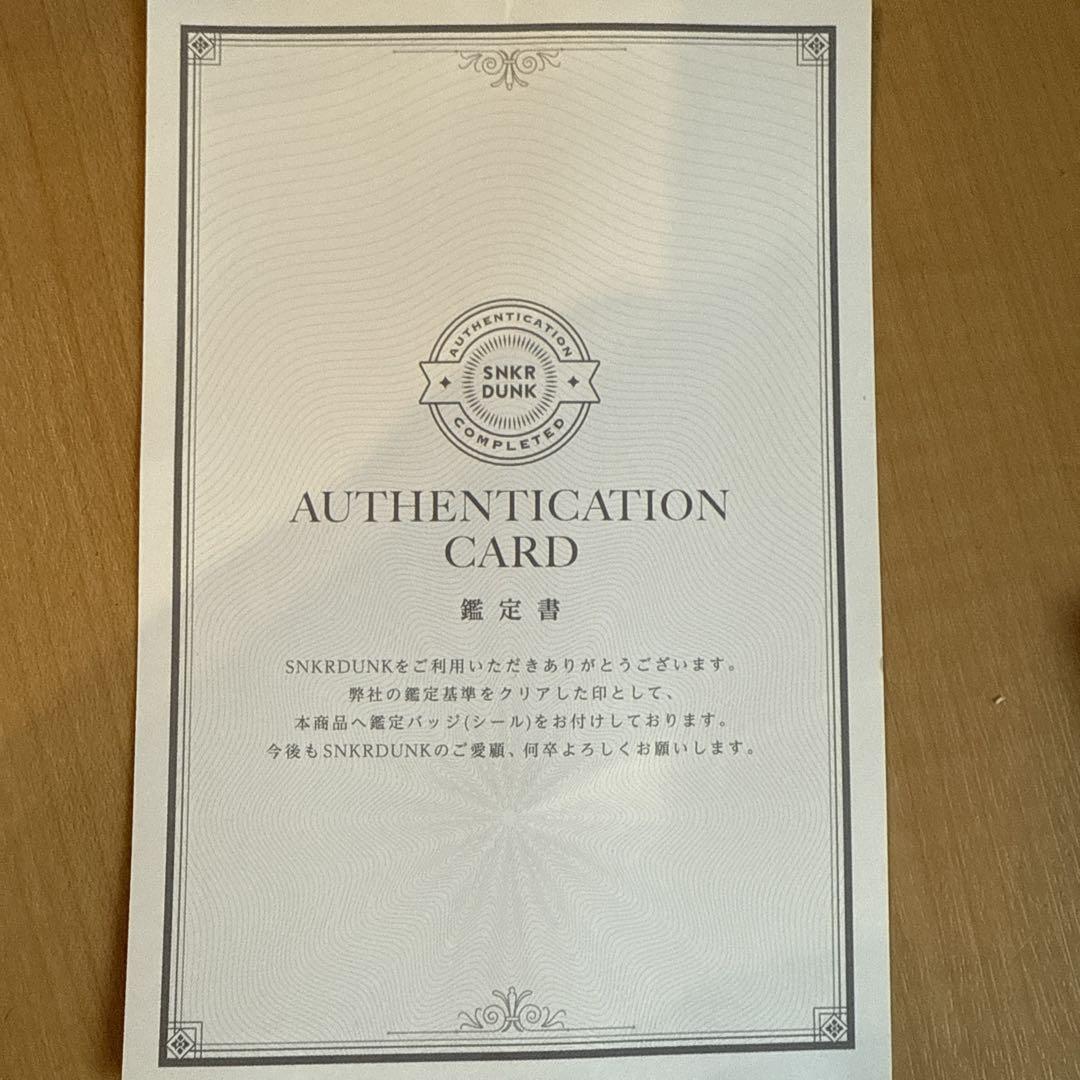 AUTHENTICATION
SNKR
DUNK
COMPLETED
AUTHENTICATION
CARD
鑑定書
SNKRDUNKをご利用いただきありがとうございます。
弊社の鑑定基準をクリアした印として、
本商品へ鑑定バッジ(シール)をお付けしております。
今後もSNKRDUNKのご愛顧、何卒よろしくお願いします。